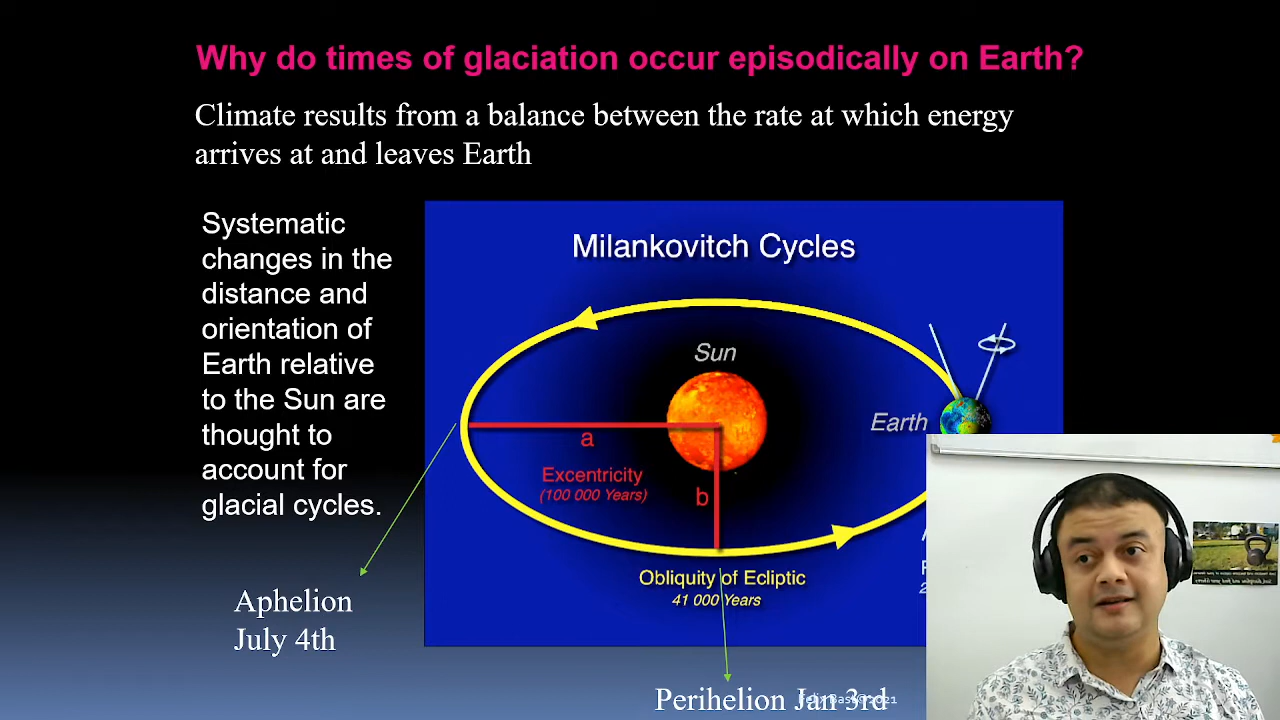 Why do times of glaciation occur episodically on Earth?
Climate results from a balance between the rate at which energy
arrives at and leaves Earth
Systematic
changes in the
distance and
orientation of
Earth relative
to the Sun are
thought to
account for
glacial cycles.
Milankovitch Cycles
Sun
Earth
a
Excentricity
(100 000 Years)
b
Obliquity of Ecliptic
41 000 Years
Aphelion
July 4th
Perihelion Jan 3rd